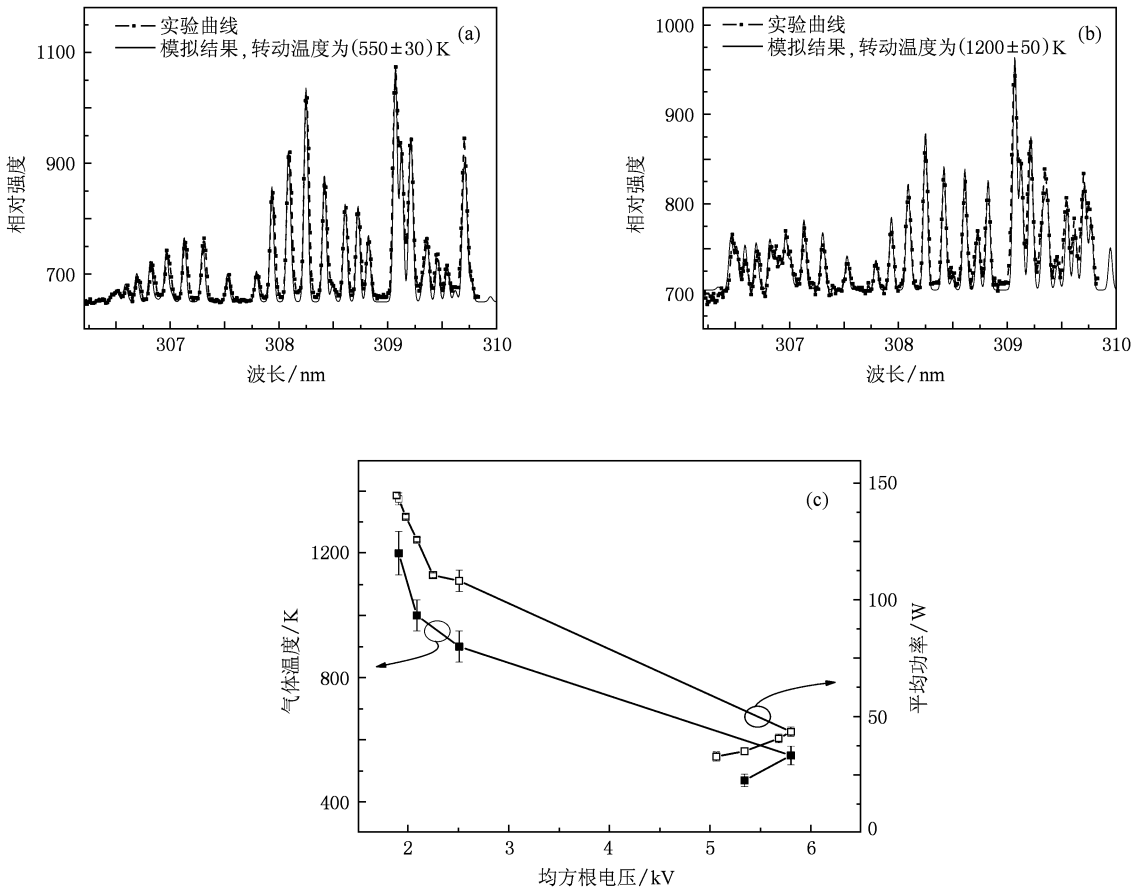 实验曲线
模拟结果,转动温度为(550±30)K
(a)
1100
900
700
相对强度
307 308 309 310
波长/nm
实验曲线
模拟结果,转动温度为(1200±50)K
(b)
1000
900
800
700
相对强度
307 308 309 310
波长/nm
(c)
1200
800
400
气体温度/K
150
100
50
0
平均功率/W
2 3 4 5 6
均方根电压/kV